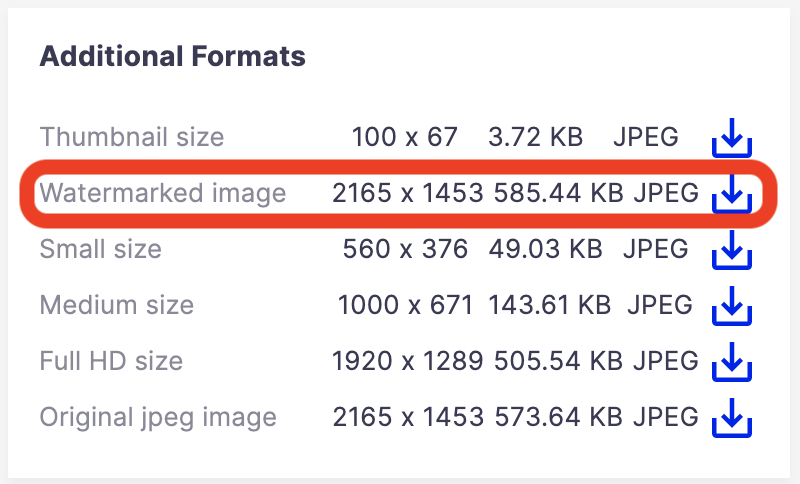 Additional Formats
Thumbnail size 100 x 67 3.72 KB JPEG
Watermarked image 2165 x 1453 585.44 KB JPEG
Small size 560 x 376 49.03 KB JPEG
Medium size 1000 x 671 143.61 KB JPEG
Full HD size 1920 x 1289 505.54 KB JPEG
Original jpeg image 2165 x 1453 573.64 KB JPEG